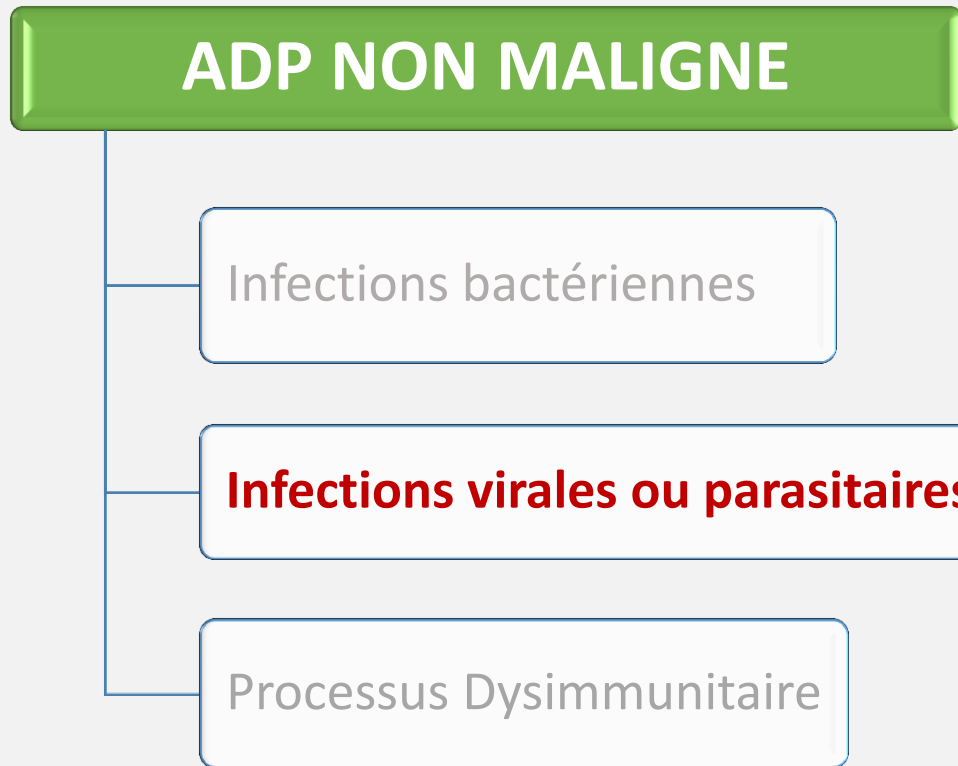 ADP NON MALIGNE
Infections bactériennes
Infections virales ou parasitaires
Processus Dysimmunitaire